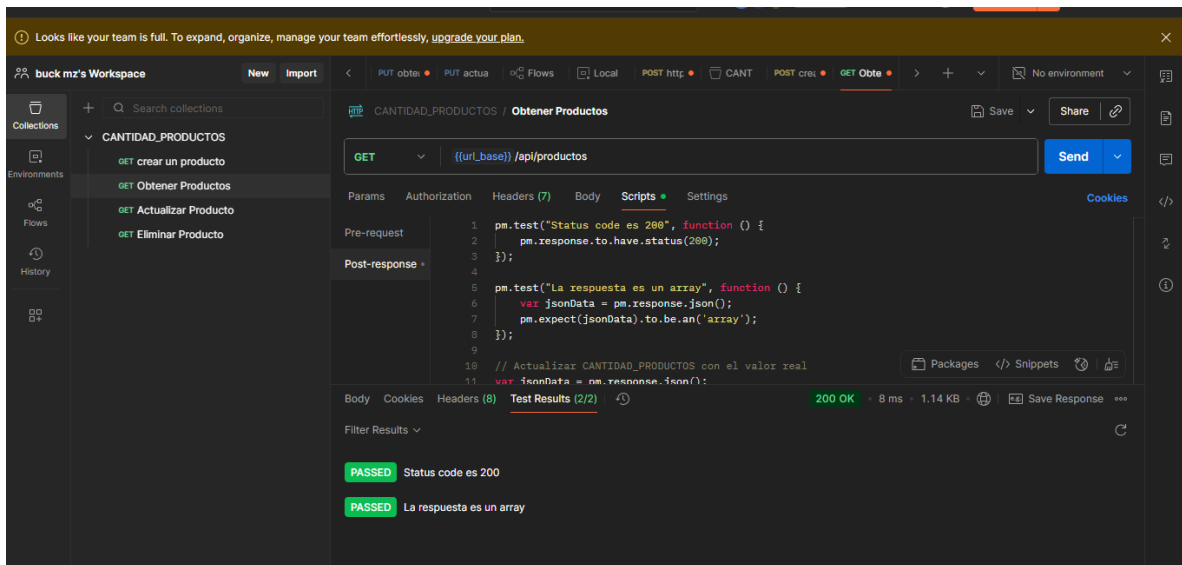 Looks like your team is full. To expand, organize, manage your team effortlessly, upgrade your plan.
buck mz's Workspace
New
Import
PUT obter
PUT actua
Flows
Local
POST http
CANT
POST crea
GET Obte
No environment
Collections
Environments
Flows
History
Search collections
CANTIDAD_PRODUCTOS
GET crear un producto
GET Obtener Productos
GET Actualizar Producto
GET Eliminar Producto
HTTP CANTIDAD_PRODUCTOS / Obtener Productos
Save
Share
GET
{{url_base}} /api/productos
Send
Params
Authorization
Headers (7)
Body
Scripts
Settings
Cookies
Pre-request
Post-response
1 pm.test("Status code es 200", function () {
2 pm.response.to.have.status(200);
3 });
4
5 pm.test("La respuesta es un array", function () {
6 var jsonData = pm.response.json();
7 pm.expect(jsonData).to.be.an('array');
8 });
9
10 // Actualizar CANTIDAD_PRODUCTOS con el valor real
11 var jsonData = pm.response.json();
Packages
Snippets
Body
Cookies
Headers (8)
Test Results (2/2)
200 OK
8 ms
1.14 KB
Save Response
Filter Results
PASSED Status code es 200
PASSED La respuesta es un array